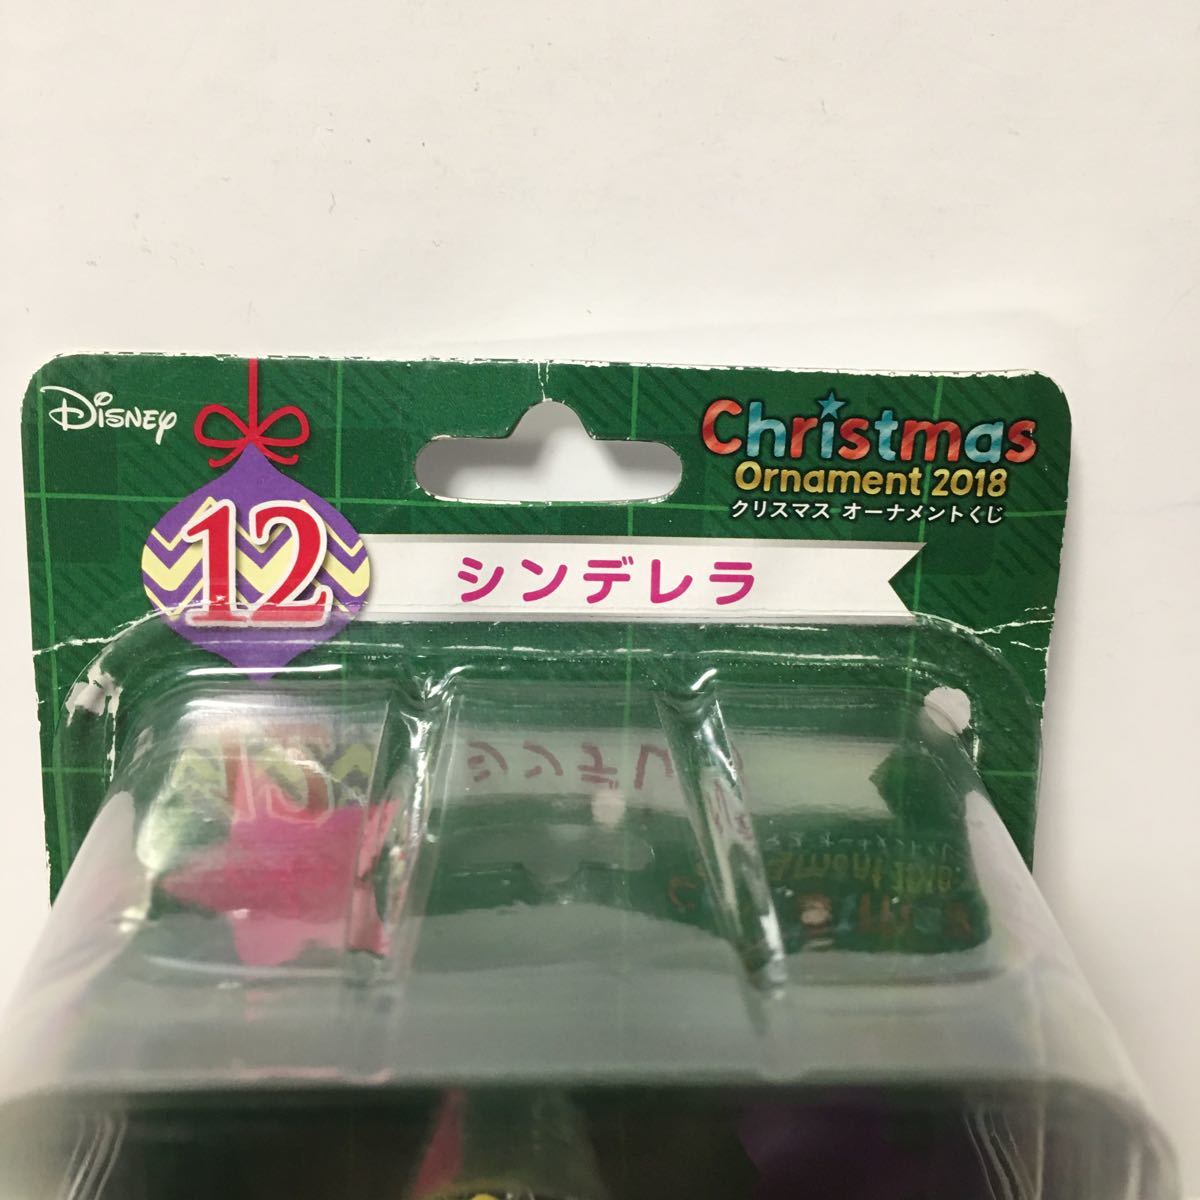 Disney
Christmas
Ornament 2018
クリスマス オーナメントくじ
12
シンデレラ